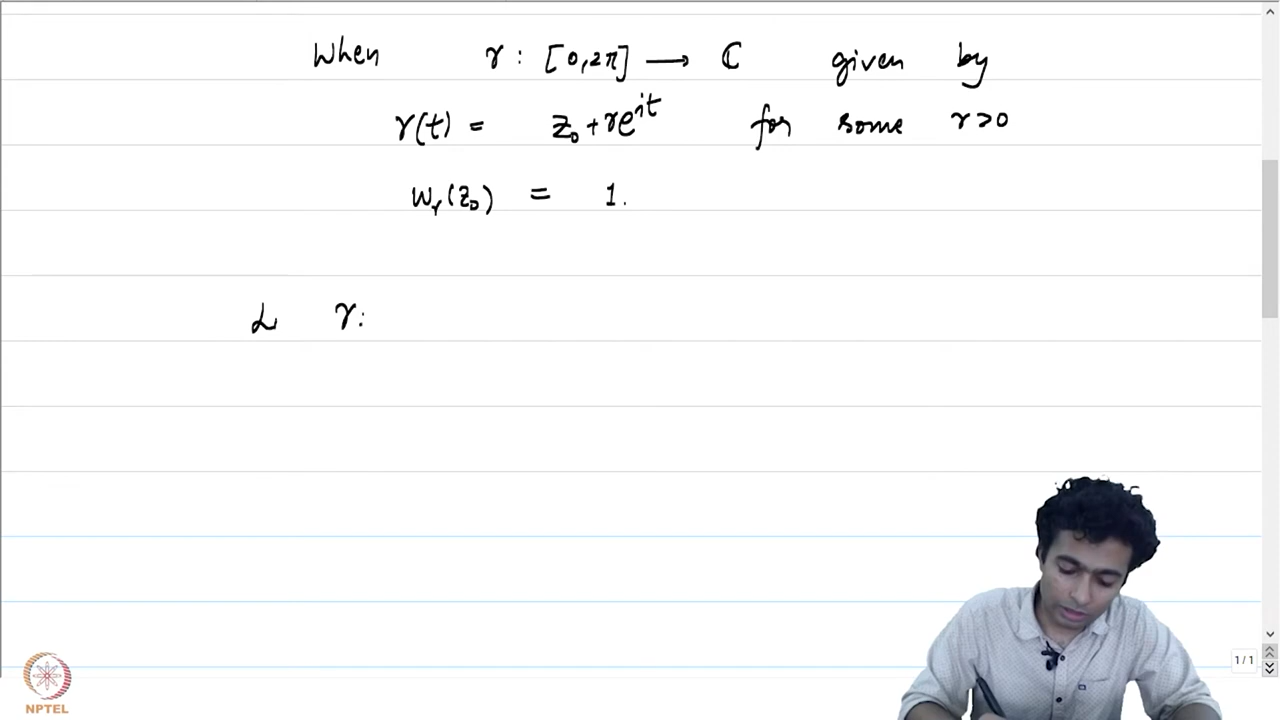 When γ : [0,2π] ⟶ ℂ given by
γ(t) = z₀ + re^{it} for some r>0
W_γ(z₀) = 1.
γ:
1 / 1
NPTEL